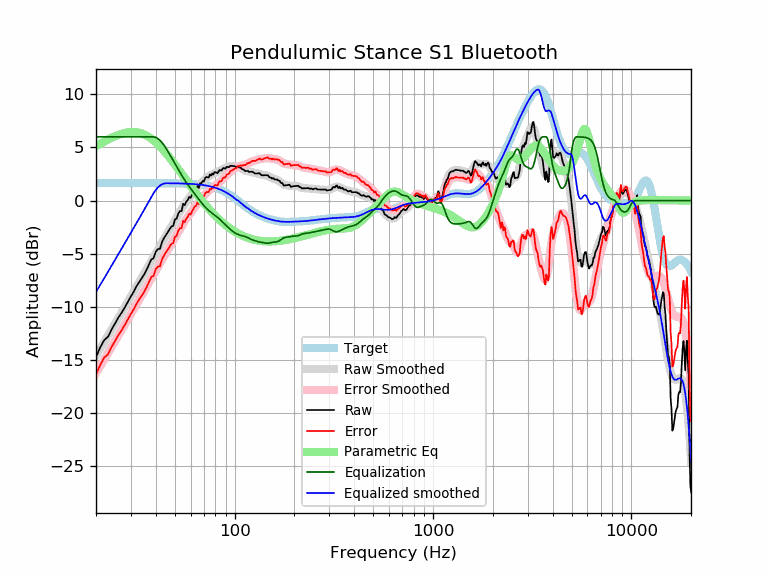 Pendulumic Stance S1 Bluetooth
10
5
0
−5
−10
−15
−20
−25
Amplitude (dBr)
Target
Raw Smoothed
Error Smoothed
Raw
Error
Parametric Eq
Equalization
Equalized smoothed
100
1000
10000
Frequency (Hz)